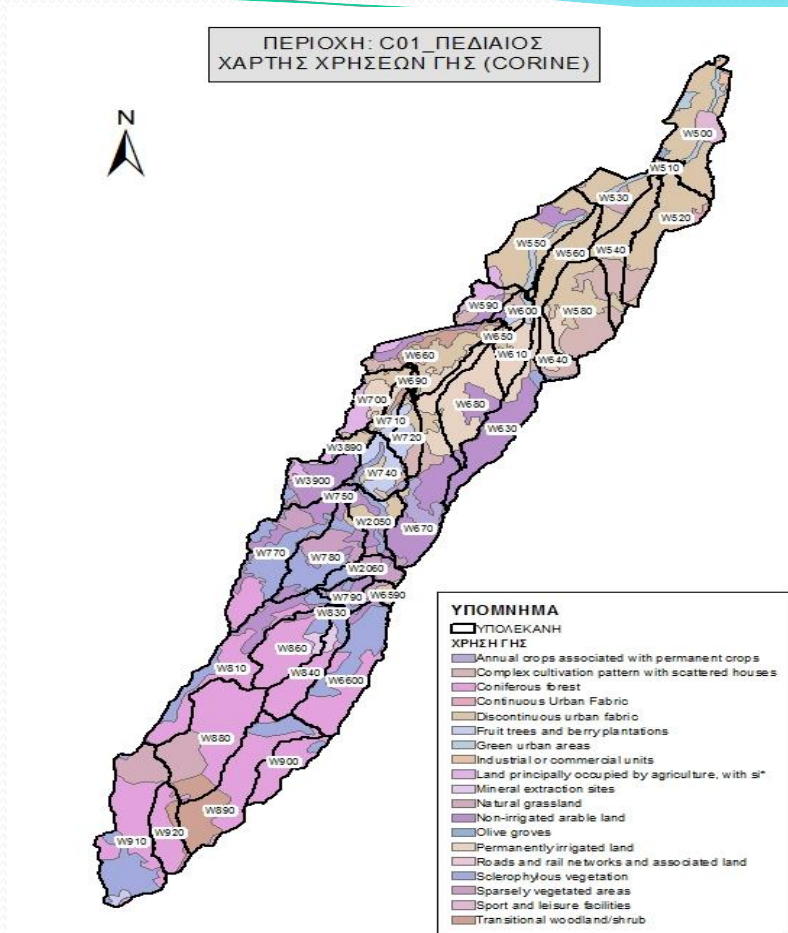 ΠΕΡΙΟΧΗ: C01_ΠΕΔΙΑΙΟΣ
ΧΑΡΤΗΣ ΧΡΗΣΕΩΝ ΓΗΣ (CORINE)
N
W500
W510
W530
W520
W550
W560
W540
W590
W600
W580
W650
W610
W660
W640
W690
W700
W680
W710
W630
W720
W3890
W740
W3900
W750
W2050
W670
W770
W780
W2060
W790
W6590
W830
W860
W810
W840
W6600
W880
W900
W890
W920
W910
ΥΠΟΜΝΗΜΑ
ΥΠΟΛΕΚΑΝΗ
ΧΡΗΣΗ ΓΗΣ
Annual crops associated with permanent crops
Complex cultivation pattern with scattered houses
Coniferous forest
Continuous Urban Fabric
Discontinuous urban fabric
Fruit trees and berry plantations
Green urban areas
Industrial or commercial units
Land principally occupied by agriculture, with si*
Mineral extraction sites
Natural grassland
Non-irrigated arable land
Olive groves
Permanently irrigated land
Roads and rail networks and associated land
Sclerophylous vegetation
Sparsely vegetated areas
Sport and leisure facilities
Transitional woodland/shrub